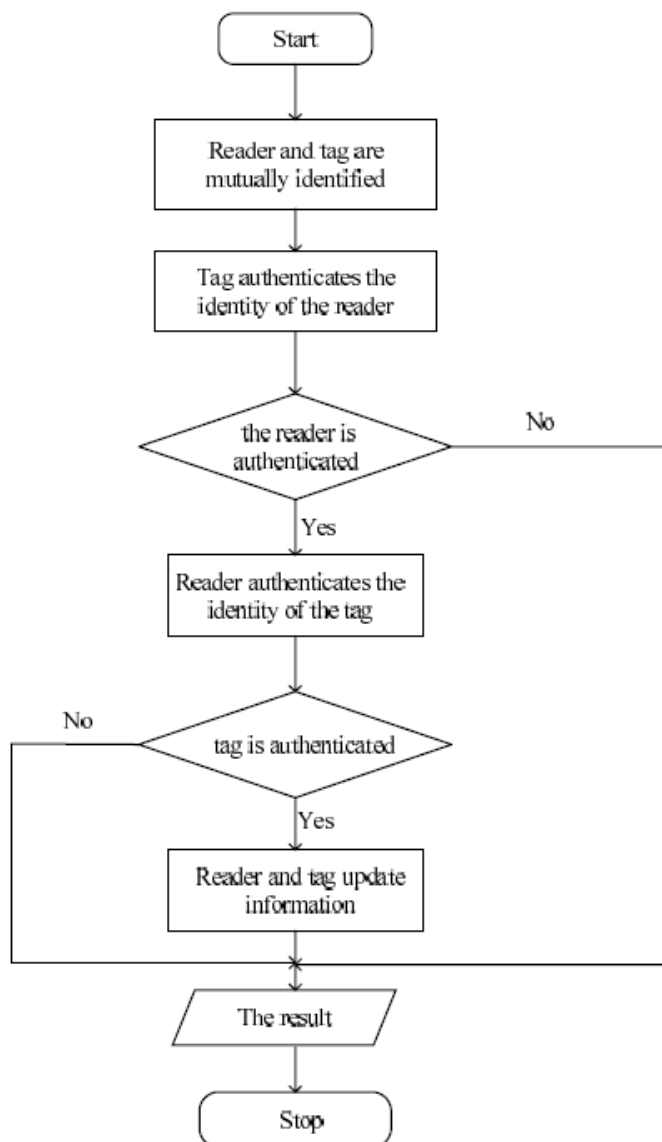 Start
Reader and tag are
mutually identified
Tag authenticates the
identity of the reader
the reader is
authenticated
No
Yes
Reader authenticates the
identity of the tag
No
tag is authenticated
Yes
Reader and tag update
information
The result
Stop